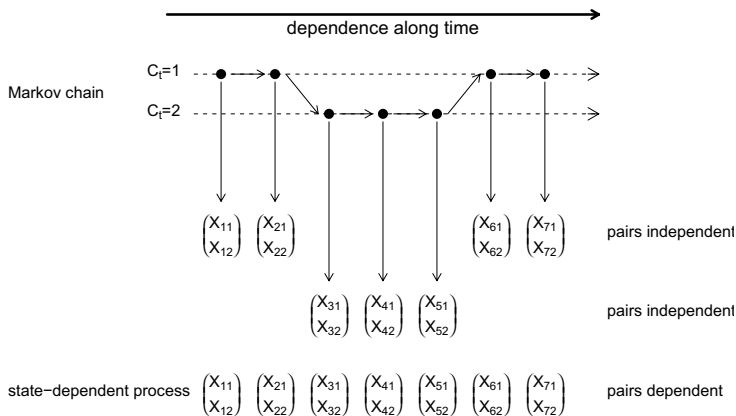 dependence along time
Cₜ=1
Markov chain
Cₜ=2
(X₁₁ X₁₂) (X₂₁ X₂₂) (X₆₁ X₆₂) (X₇₁ X₇₂) pairs independent
(X₃₁ X₃₂) (X₄₁ X₄₂) (X₅₁ X₅₂) pairs independent
state−dependent process (X₁₁ X₁₂) (X₂₁ X₂₂) (X₃₁ X₃₂) (X₄₁ X₄₂) (X₅₁ X₅₂) (X₆₁ X₆₂) (X₇₁ X₇₂) pairs dependent